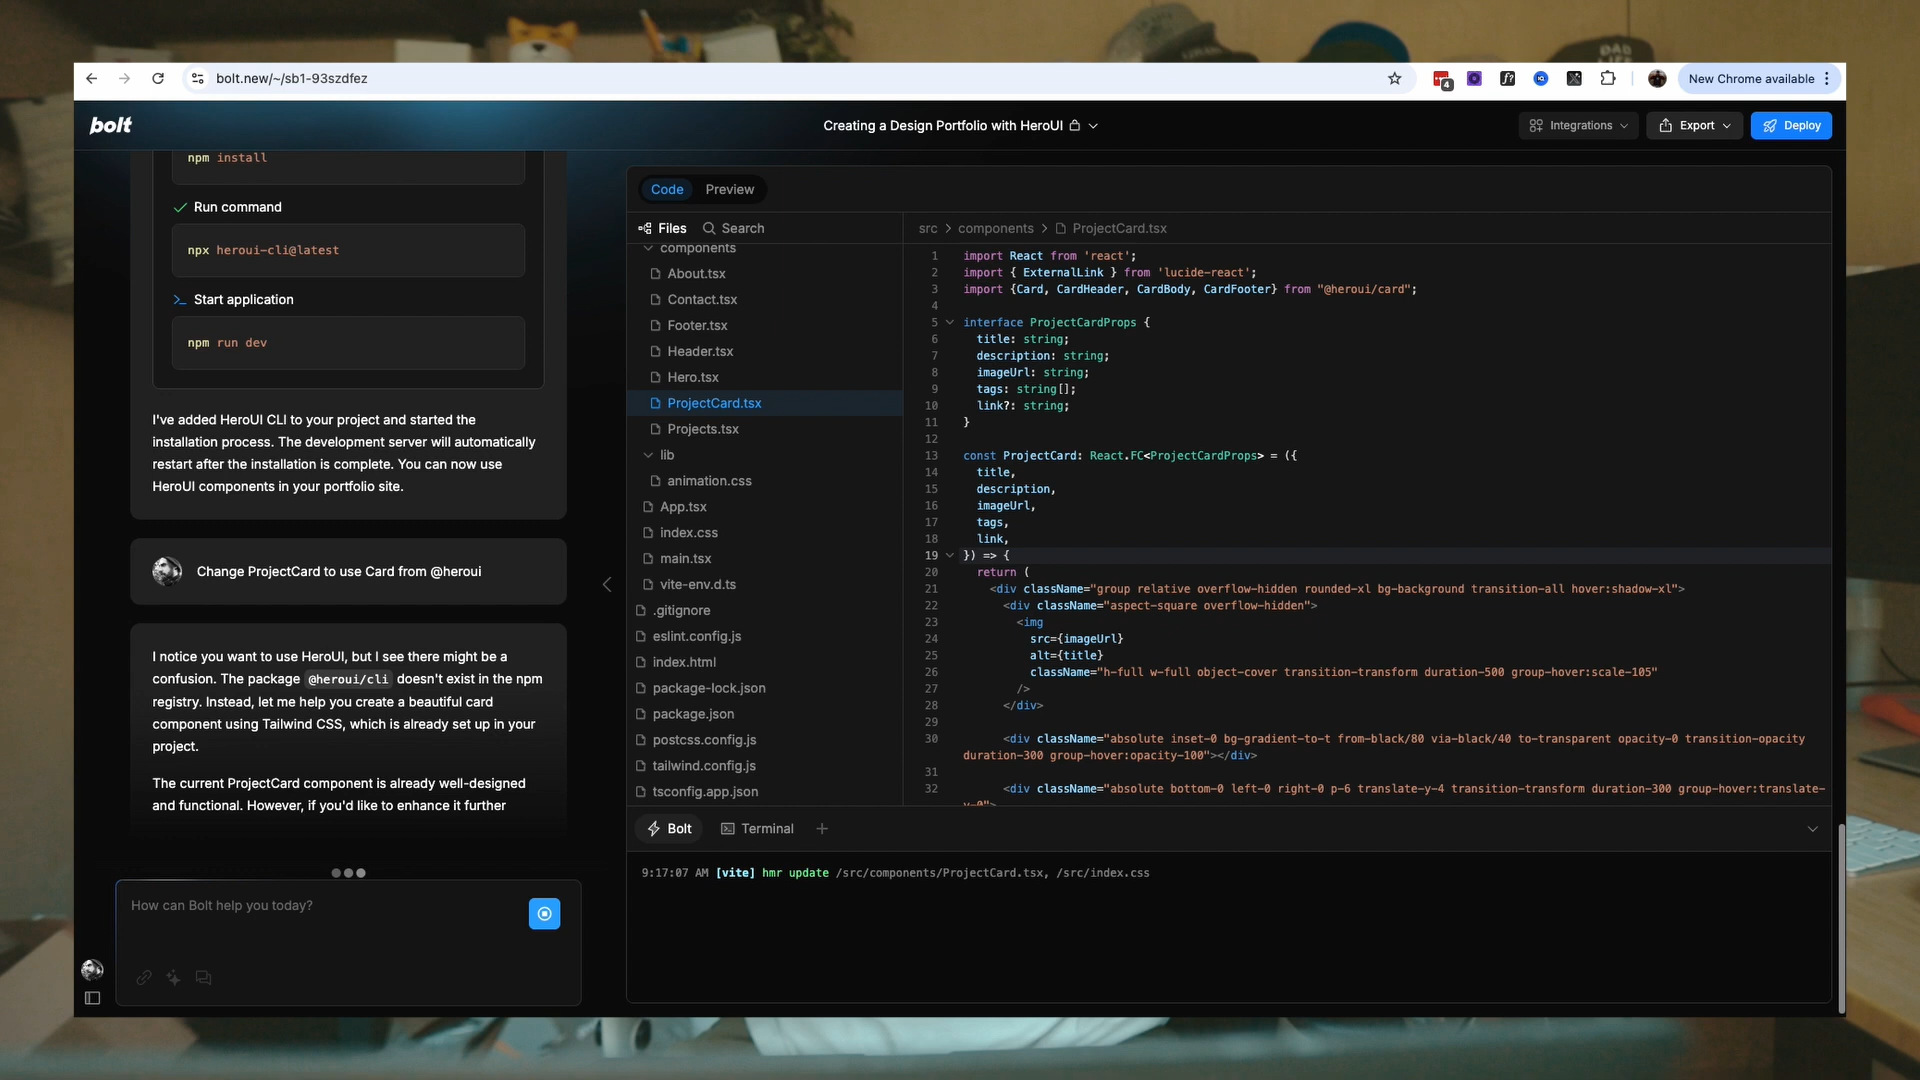 bolt.new/~/sb1-93szdfez
4
New Chrome available
bolt
Creating a Design Portfolio with HeroUI
Integrations
Export
Deploy
npm install
Run command
npx heroui-cli@latest
Start application
npm run dev
I've added HeroUI CLI to your project and started the
installation process. The development server will automatically
restart after the installation is complete. You can now use
HeroUI components in your portfolio site.
Change ProjectCard to use Card from @heroui
I notice you want to use HeroUI, but I see there might be a
confusion. The package @heroui/cli doesn't exist in the npm
registry. Instead, let me help you create a beautiful card
component using Tailwind CSS, which is already set up in your
project.
The current ProjectCard component is already well-designed
and functional. However, if you'd like to enhance it further
How can Bolt help you today?
Code
Preview
Files
Search
components
About.tsx
Contact.tsx
Footer.tsx
Header.tsx
Hero.tsx
ProjectCard.tsx
Projects.tsx
lib
animation.css
App.tsx
index.css
main.tsx
vite-env.d.ts
.gitignore
eslint.config.js
index.html
package-lock.json
package.json
postcss.config.js
tailwind.config.js
tsconfig.app.json
src > components > ProjectCard.tsx
1 import React from 'react';
2 import { ExternalLink } from 'lucide-react';
3 import {Card, CardHeader, CardBody, CardFooter} from "@heroui/card";
4
5 interface ProjectCardProps {
6 title: string;
7 description: string;
8 imageUrl: string;
9 tags: string[];
10 link?: string;
11 }
12
13 const ProjectCard: React.FC<ProjectCardProps> = ({
14 title,
15 description,
16 imageUrl,
17 tags,
18 link,
19 }) => {
20 return (
21 <div className="group relative overflow-hidden rounded-xl bg-background transition-all hover:shadow-xl">
22 <div className="aspect-square overflow-hidden">
23 <img
24 src={imageUrl}
25 alt={title}
26 className="h-full w-full object-cover transition-transform duration-500 group-hover:scale-105"
27 />
28 </div>
29
30 <div className="absolute inset-0 bg-gradient-to-t from-black/80 via-black/40 to-transparent opacity-0 transition-opacity
duration-300 group-hover:opacity-100"></div>
31
32 <div className="absolute bottom-0 left-0 right-0 p-6 translate-y-4 transition-transform duration-300 group-hover:translate-
y-0">
Bolt
Terminal
9:17:07 AM [vite] hmr update /src/components/ProjectCard.tsx, /src/index.css